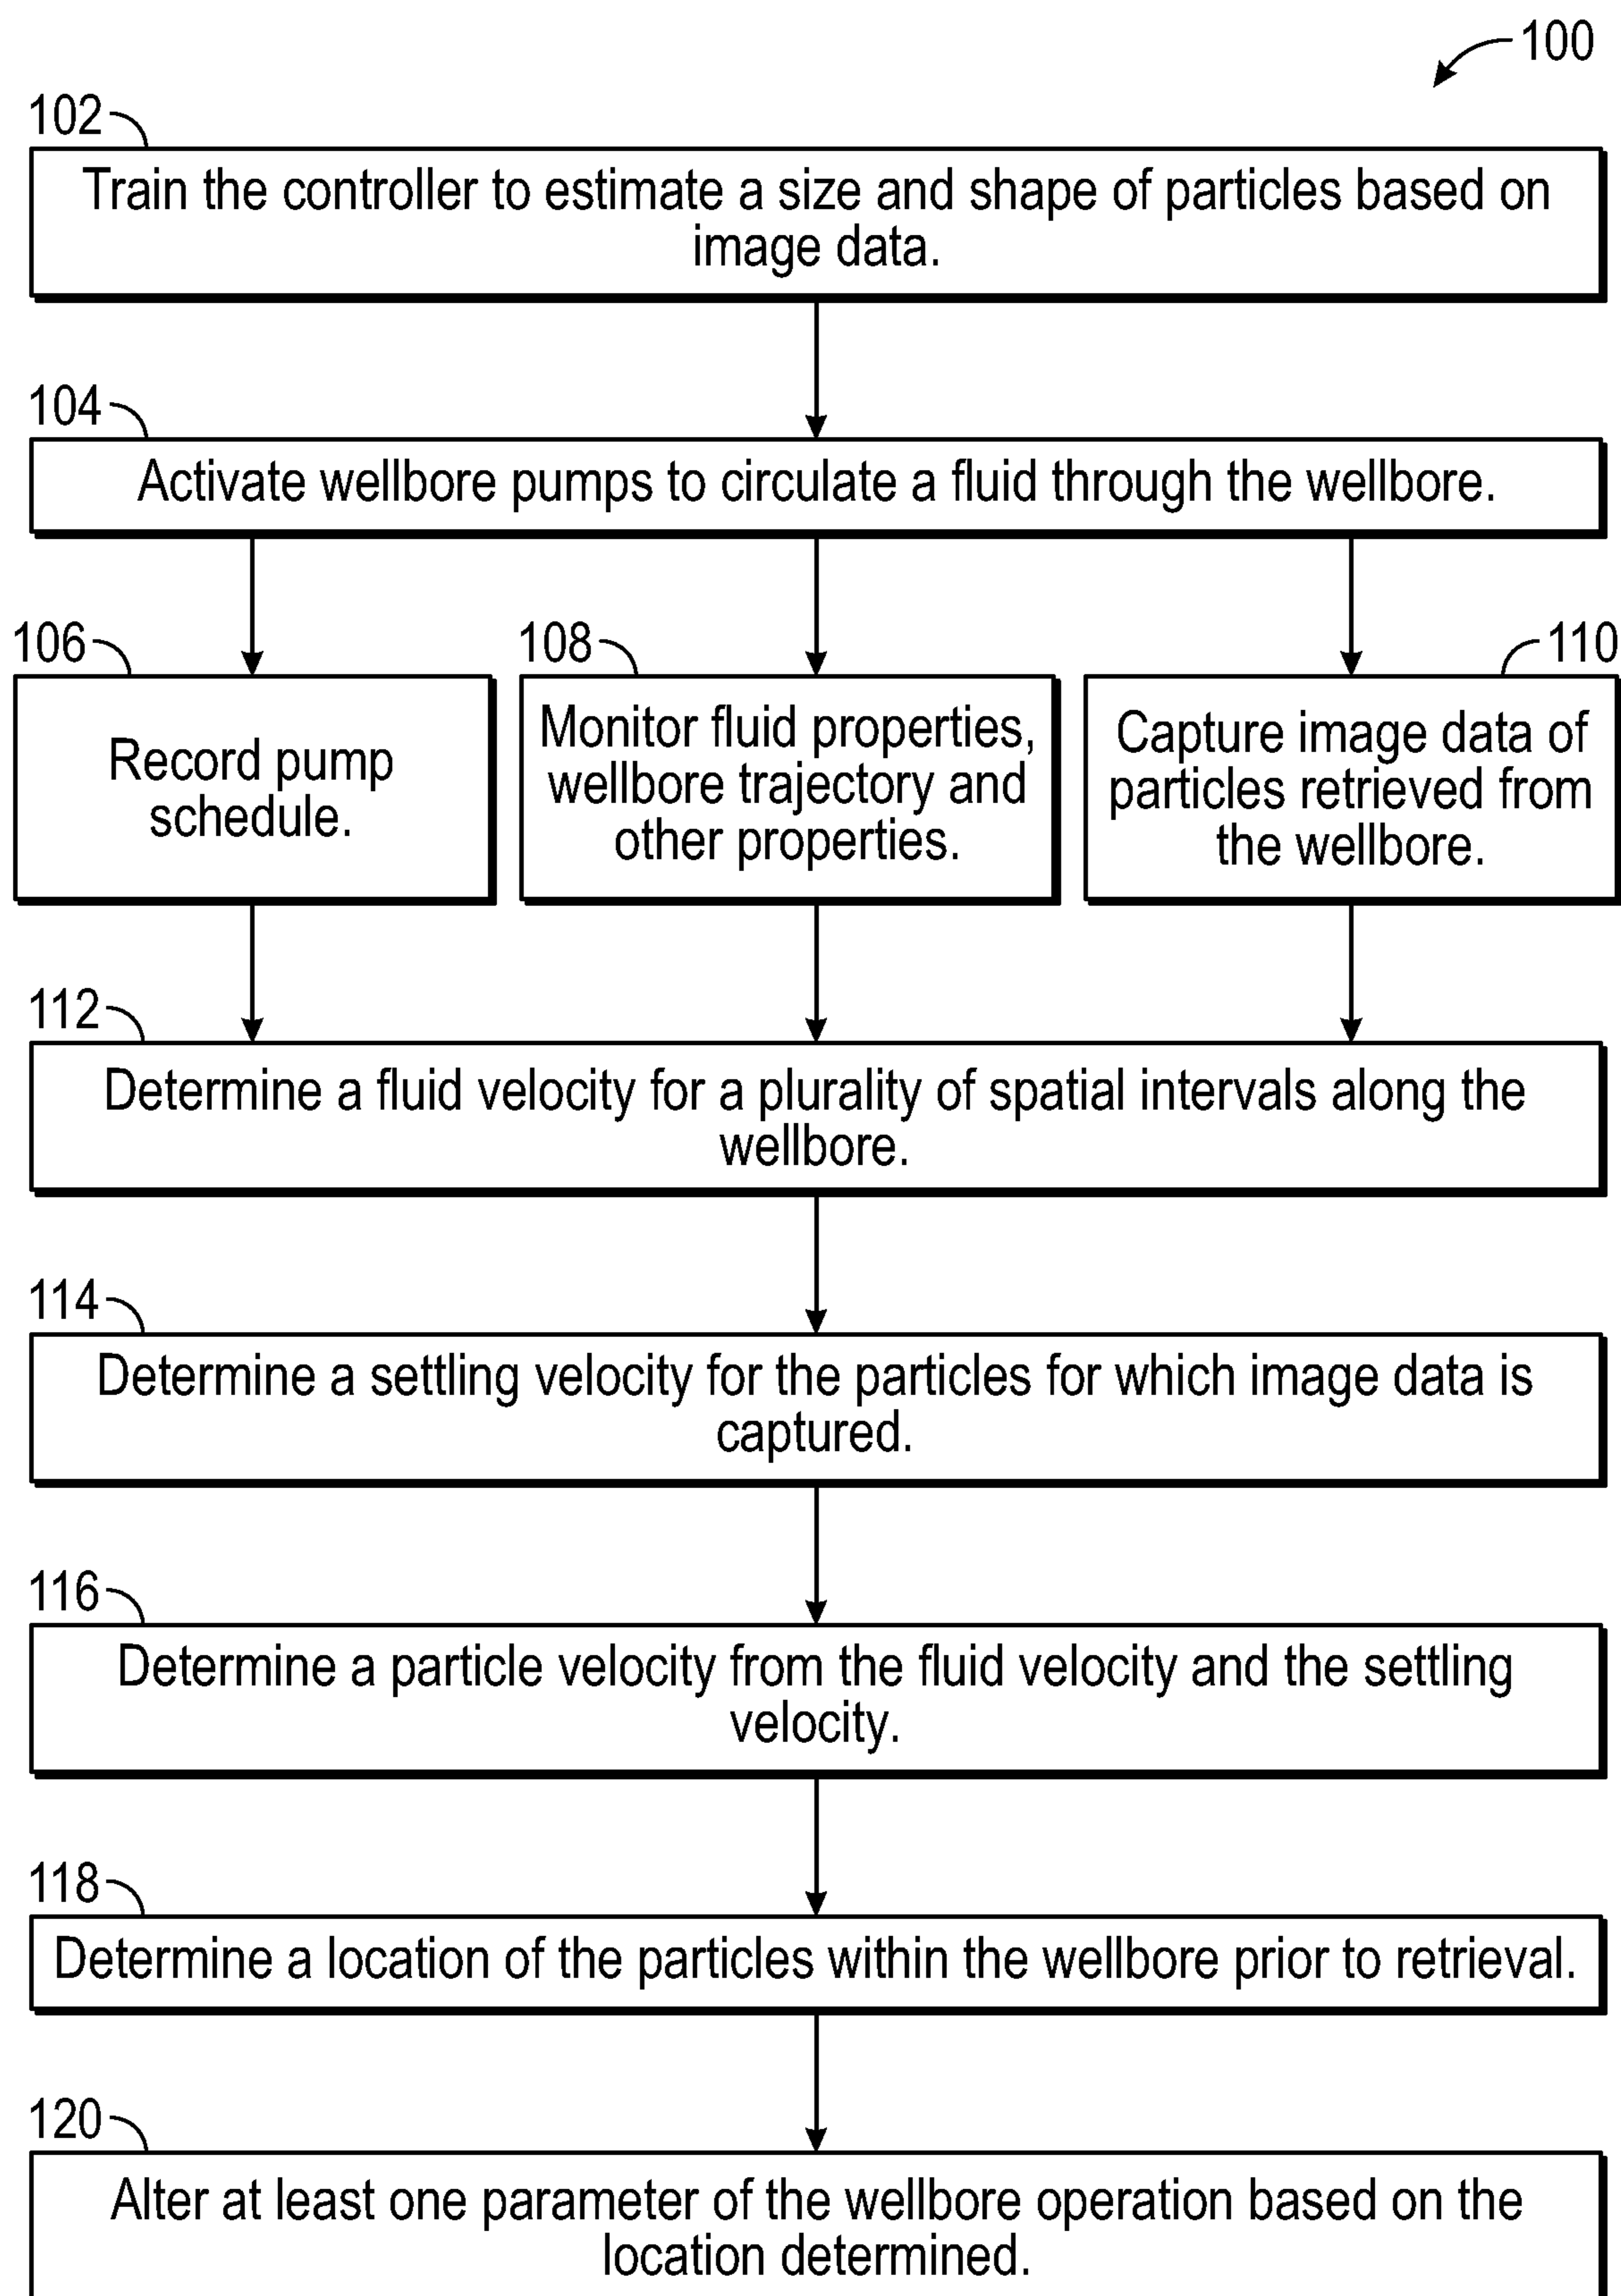 100
102
Train the controller to estimate a size and shape of particles based on
image data.
104
Activate wellbore pumps to circulate a fluid through the wellbore.
106
Record pump
schedule.
108
Monitor fluid properties,
wellbore trajectory and
other properties.
110
Capture image data of
particles retrieved from
the wellbore.
112
Determine a fluid velocity for a plurality of spatial intervals along the
wellbore.
114
Determine a settling velocity for the particles for which image data is
captured.
116
Determine a particle velocity from the fluid velocity and the settling
velocity.
118
Determine a location of the particles within the wellbore prior to retrieval.
120
Alter at least one parameter of the wellbore operation based on the
location determined.